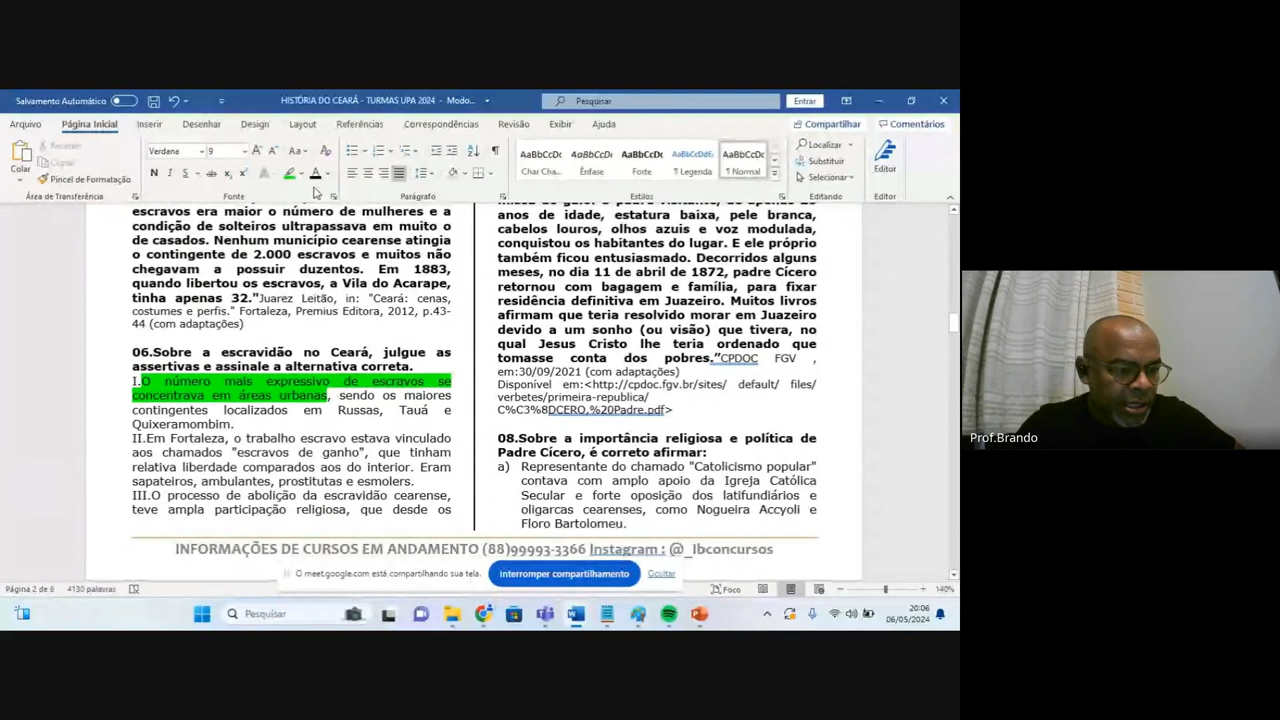 Salvamento Automático
HISTÓRIA DO CEARÁ - TURMAS UPA 2024 - Modo...
Pesquisar
Entrar
Arquivo
Página Inicial
Inserir
Desenhar
Design
Layout
Referências
Correspondências
Revisão
Exibir
Ajuda
Compartilhar
Comentários
Colar
Recortar
Copiar
Pincel de Formatação
Área de Transferência
Verdana
9
Fonte
Parágrafo
AaBbCcDc
AaBbCcDc
AaBbCcDc
AaBbCcDdE
AaBbCcDc
Char Cha...
Ênfase
Forte
¶ Legenda
¶ Normal
Estilos
Localizar
Substituir
Selecionar
Editando
Editor
Editor
escravos era maior o número de mulheres e a
condição de solteiros ultrapassava em muito o
de casados. Nenhum município cearense atingia
o contingente de 2.000 escravos e muitos não
chegavam a possuir duzentos. Em 1883,
quando libertou os escravos, a Vila do Acarape,
tinha apenas 32."Juarez Leitão, in: "Ceará: cenas,
costumes e perfis." Fortaleza, Premius Editora, 2012, p.43-
44 (com adaptações)
06.Sobre a escravidão no Ceará, julgue as
assertivas e assinale a alternativa correta.
I.O número mais expressivo de escravos se
concentrava em áreas urbanas, sendo os maiores
contingentes localizados em Russas, Tauá e
Quixeramombim.
II.Em Fortaleza, o trabalho escravo estava vinculado
aos chamados "escravos de ganho", que tinham
relativa liberdade comparados aos do interior. Eram
sapateiros, ambulantes, prostitutas e esmolers.
III.O processo de abolição da escravidão cearense,
teve ampla participação religiosa, que desde os
anos de idade, estatura baixa, pele branca,
cabelos louros, olhos azuis e voz modulada,
conquistou os habitantes do lugar. E ele próprio
também ficou entusiasmado. Decorridos alguns
meses, no dia 11 de abril de 1872, padre Cícero
retornou com bagagem e família, para fixar
residência definitiva em Juazeiro. Muitos livros
afirmam que teria resolvido morar em Juazeiro
devido a um sonho (ou visão) que tivera, no
qual Jesus Cristo lhe teria ordenado que
tomasse conta dos pobres."CPDOC FGV ,
em:30/09/2021 (com adaptações)
Disponível em:<http://cpdoc.fgv.br/sites/ default/ files/
verbetes/primeira-republica/
C%C3%8DCERO,%20Padre.pdf>
08.Sobre a importância religiosa e política de
Padre Cícero, é correto afirmar:
a) Representante do chamado "Catolicismo popular"
contava com amplo apoio da Igreja Católica
Secular e forte oposição dos latifundiários e
oligarcas cearenses, como Nogueira Accyoli e
Floro Bartolomeu.
INFORMAÇÕES DE CURSOS EM ANDAMENTO (88)99993-3366 Instagram : @_lbconcursos
O meet.google.com está compartilhando sua tela.
Interromper compartilhamento
Ocultar
Página 2 de 6
4130 palavras
Foco
140%
Pesquisar
20:06
06/05/2024
Prof.Brando